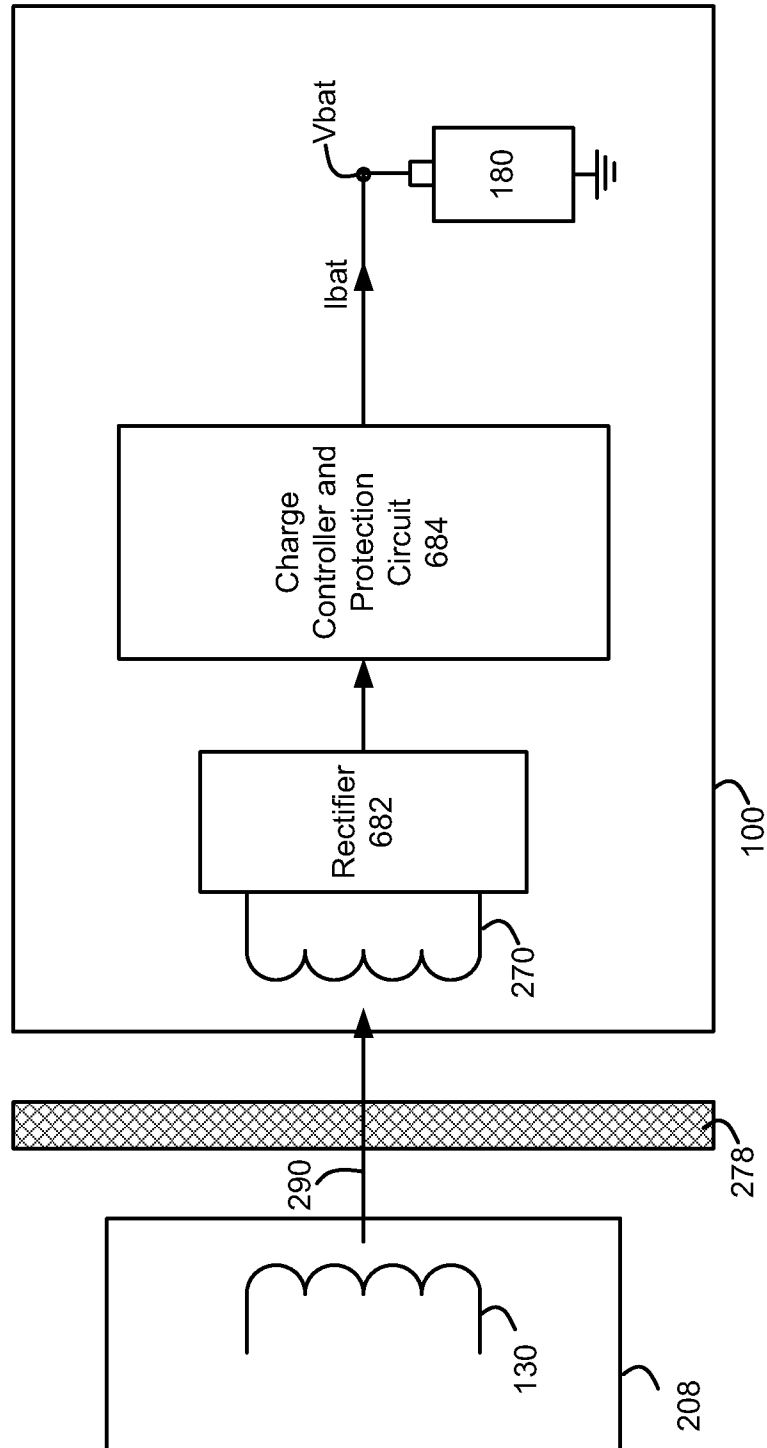 208
130
290
278
270
Rectifier
682
100
Charge
Controller and
Protection
Circuit
684
Ibat
Vbat
180